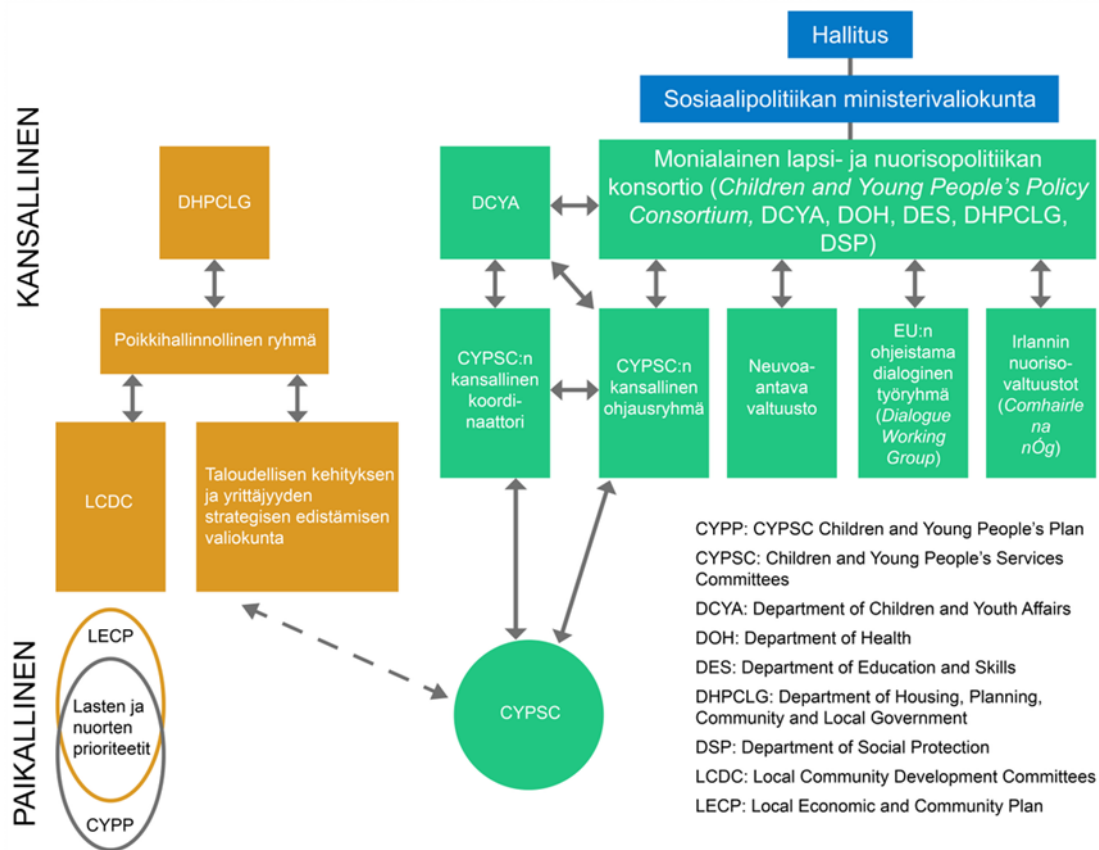 KANSALLINEN
PAIKALLINEN
Hallitus
Sosiaalipolitiikan ministerivaliokunta
Monialainen lapsi- ja nuorisopolitiikan
konsortio (Children and Young People's Policy
Consortium, DCYA, DOH, DES, DHPCLG,
DSP)
DHPCLG
DCYA
Poikkihallinnollinen ryhmä
LCDC
Taloudellisen kehityksen
ja yrittäjyyden
strategisen edistämisen
valiokunta
CYPSC:n
kansallinen
koordi-
naattori
CYPSC:n
kansallinen
ohjausryhmä
Neuvoa-
antava
valtuusto
EU:n
ohjeistama
dialoginen
työryhmä
(Dialogue
Working
Group)
Irlannin
nuoriso-
valtuustot
(Comhairle
na
nÓg)
LECP
Lasten ja
nuorten
prioriteetit
CYPP
CYPSC
CYPP: CYPSC Children and Young People's Plan
CYPSC: Children and Young People's Services
Committees
DCYA: Department of Children and Youth Affairs
DOH: Department of Health
DES: Department of Education and Skills
DHPCLG: Department of Housing, Planning,
Community and Local Government
DSP: Department of Social Protection
LCDC: Local Community Development Committees
LECP: Local Economic and Community Plan